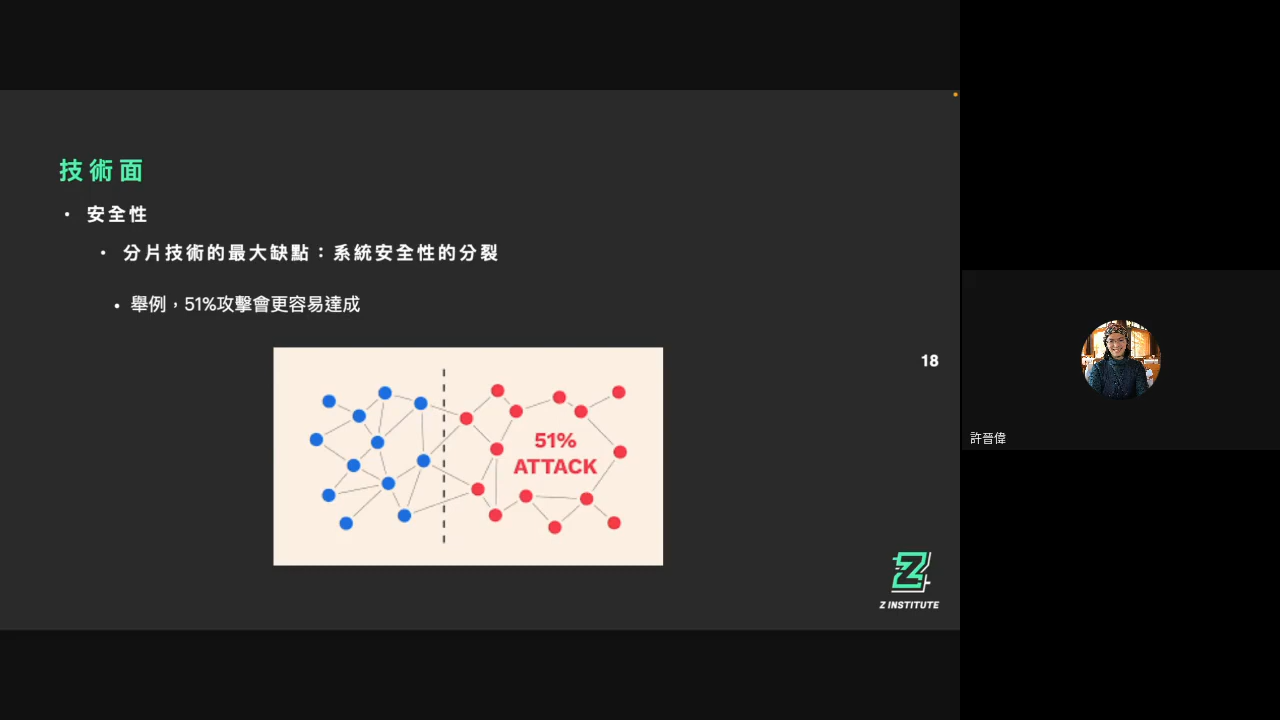 技術面
• 安全性
• 分片技術的最大缺點：系統安全性的分裂
• 舉例，51%攻擊會更容易達成
51%
ATTACK
18
Z INSTITUTE
許晉偉